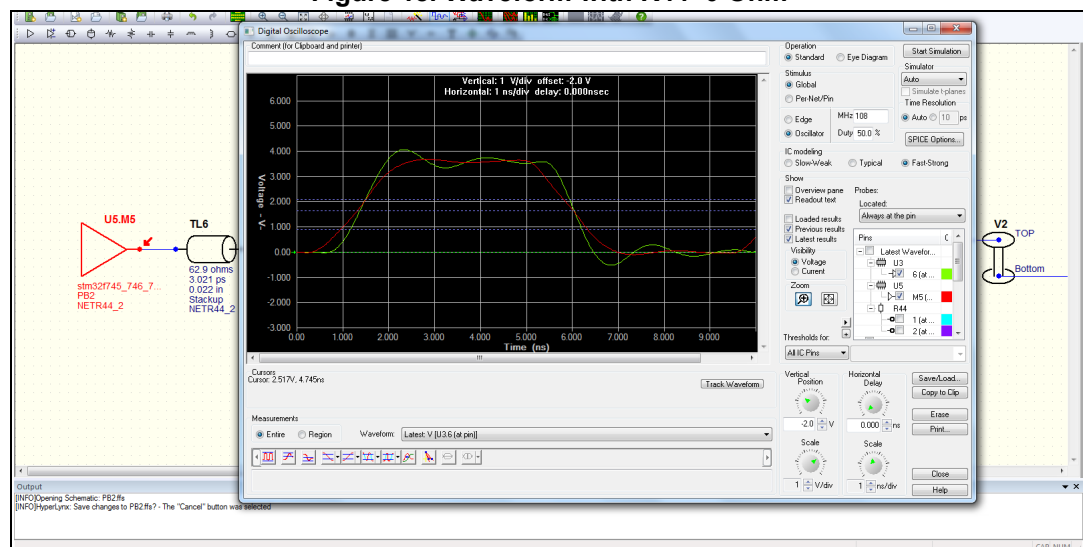 Digital Oscilloscope
Comment (for Clipboard and printer)
Vertical: 1 V/div offset: -2.0 V
Horizontal: 1 ns/div delay: 0.000nsec
6.000
5.000
4.000
3.000
2.000
1.000
0.00
-1.000
-2.000
-3.000
Voltage - V-
0.00 1.000 2.000 3.000 4.000 5.000 6.000 7.000 8.000 9.000
Time (ns)
Cursors
Cursor: 2.517V, 4.745ns
Track Waveform
Measurements
Entire Region Waveform: Latest: V [U3.6 (at pin)]
Operation
Standard Eye Diagram
Start Simulation
Stimulus
Global
Per-Net/Pin
Simulator
Auto
Simulate t-planes
Time Resolution
Auto 10 ps
Edge MHz 108
Oscillator Duty 50.0 %
SPICE Options...
IC modeling
Slow-Weak Typical Fast-Strong
Show
Overview pane
Readout text
Loaded results
Previous results
Latest results
Probes:
Located:
Always at the pin
Visibility
Voltage
Current
Zoom
Pins C
Latest Wavefor...
U3
6 (at ...
U5
M5 (...
R44
1 (at ...
2 (at ...
Thresholds for:
All IC Pins
Vertical
Position
-2.0 V
Scale
1 V/div
Horizontal
Delay
0.000 ns
Scale
1 ns/div
Save/Load...
Copy to Clip
Erase
Print...
Close
Help
U5.M5
stm32f745_746_7...
PB2
NETR44_2
TL6
62.9 ohms
3.021 ps
0.022 in
Stackup
NETR44_2
V2
TOP
Bottom
Output
[INFO]Opening Schematic: PB2.ffs
[INFO]HyperLynx: Save changes to PB2.ffs? - The "Cancel" button was selected